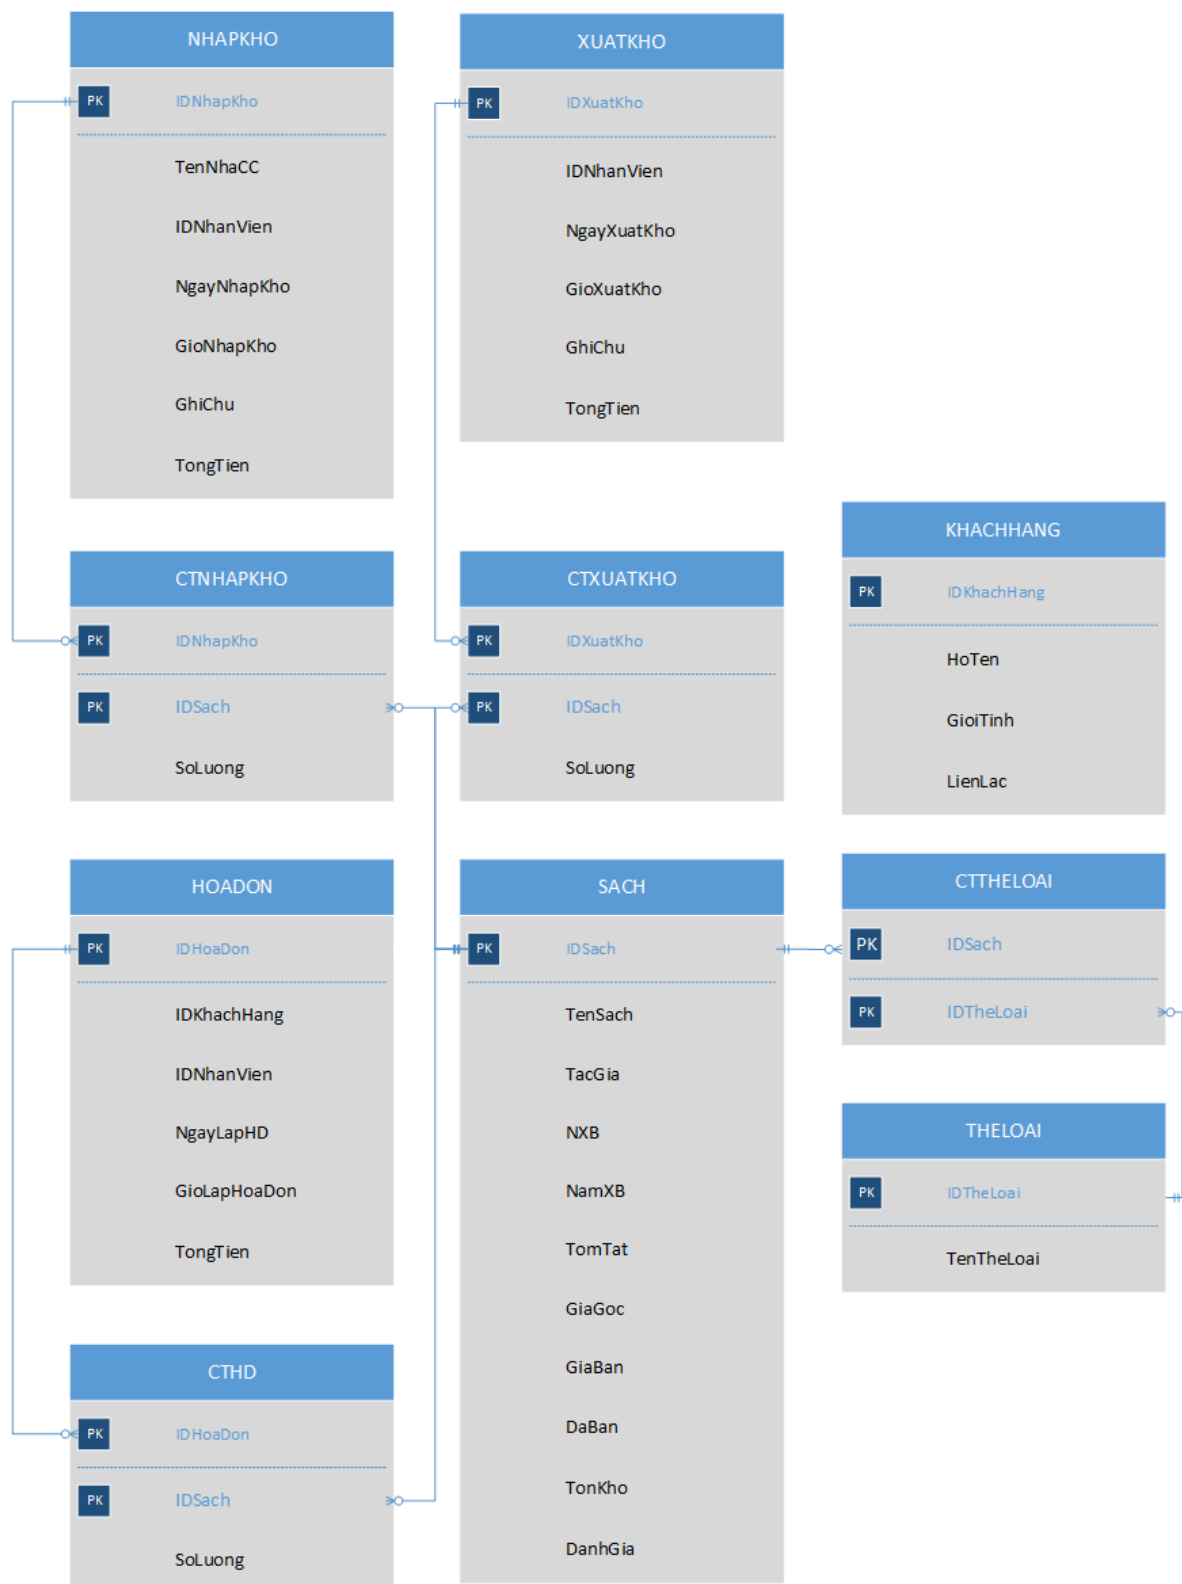 NHAPKHO
PK IDNhapKho
TenNhaCC
IDNhanVien
NgayNhapKho
GioNhapKho
GhiChu
TongTien
XUATKHO
PK IDXuatKho
IDNhanVien
NgayXuatKho
GioXuatKho
GhiChu
TongTien
CTNHAPKHO
PK IDNhapKho
PK IDSach
SoLuong
CTXUATKHO
PK IDXuatKho
PK IDSach
SoLuong
KHACHHANG
PK IDKhachHang
HoTen
GioiTinh
LienLac
HOADON
PK IDHoaDon
IDKhachHang
IDNhanVien
NgayLapHD
GioLapHoaDon
TongTien
SACH
PK IDSach
TenSach
TacGia
NXB
NamXB
TomTat
GiaGoc
GiaBan
DaBan
TonKho
DanhGia
CTTHELOAI
PK IDSach
PK IDTheLoai
THELOAI
PK IDTheLoai
TenTheLoai
CTHD
PK IDHoaDon
PK IDSach
SoLuong